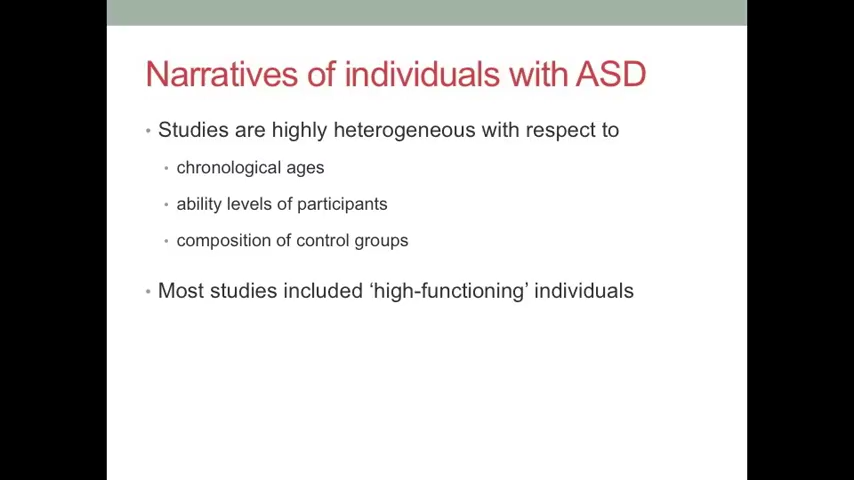 Narratives of individuals with ASD
• Studies are highly heterogeneous with respect to
• chronological ages
• ability levels of participants
• composition of control groups
• Most studies included ‘high-functioning’ individuals